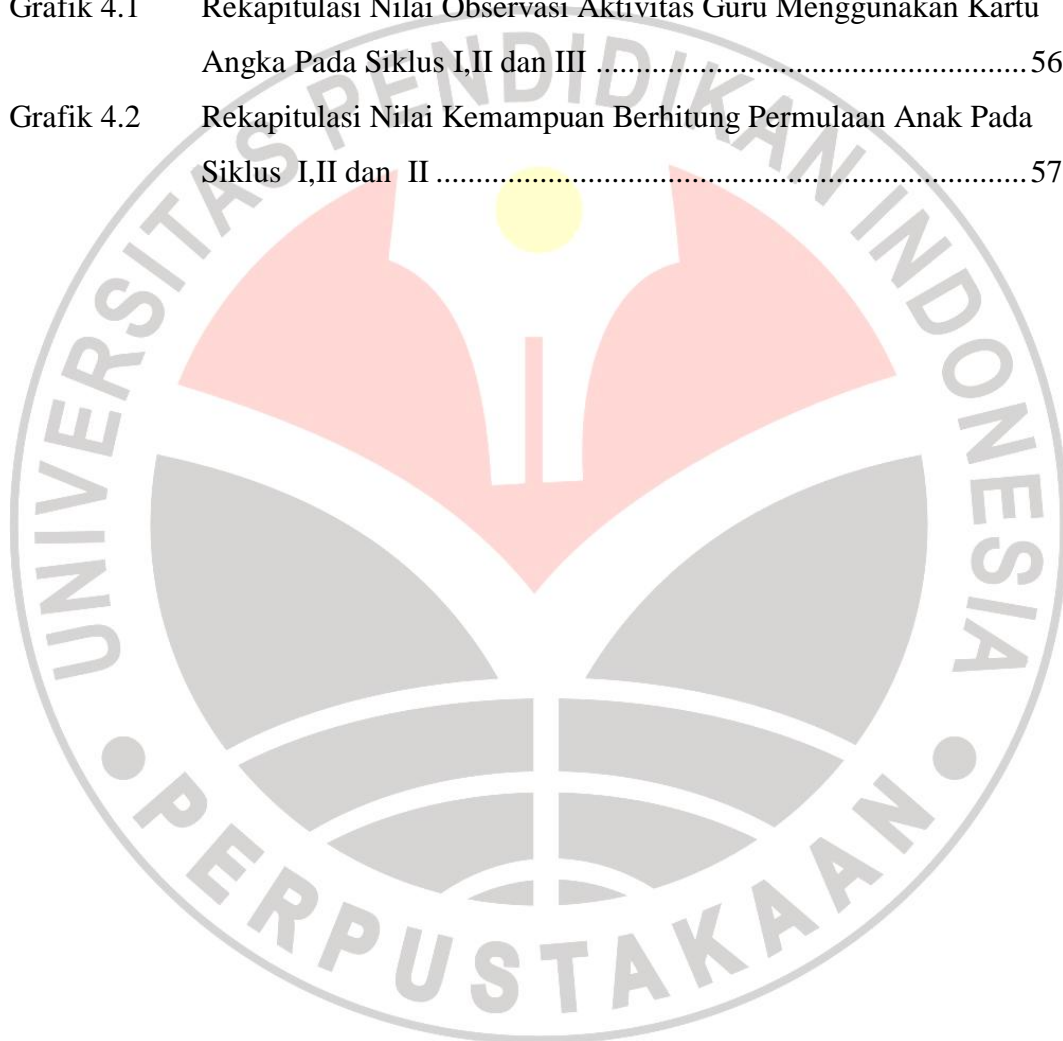 Grafik 4.1 Rekapitulasi Nilai Observasi Aktivitas Guru Menggunakan Kartu
Angka Pada Siklus I,II dan III ..................................................... 56
Grafik 4.2 Rekapitulasi Nilai Kemampuan Berhitung Permulaan Anak Pada
Siklus I,II dan II ......................................................................... 57
UNIVERSITAS PENDIDIKAN INDONESIA
PERPUSTAKAAN